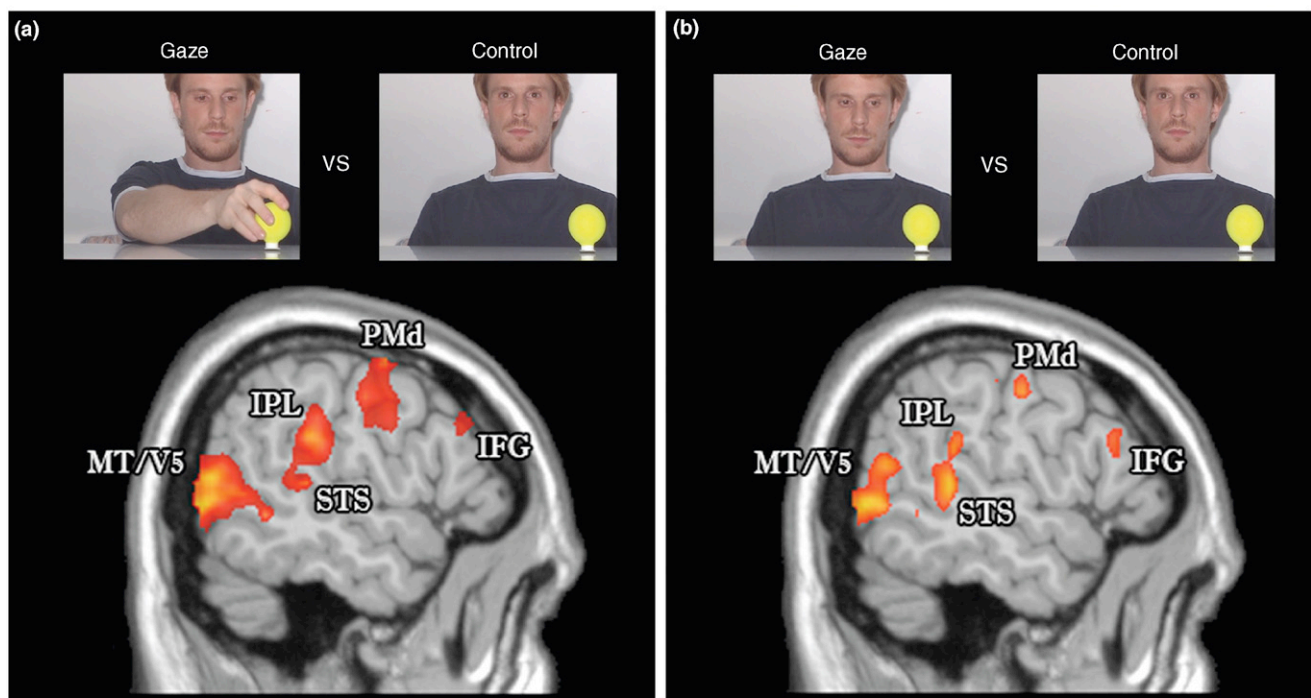 (a)
Gaze
Control
VS
PMd
IPL
IFG
MT/V5
STS
(b)
Gaze
Control
VS
PMd
IPL
IFG
MT/V5
STS